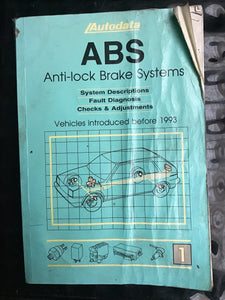 Autodata
ABS
Anti-lock Brake Systems
System Descriptions
Fault Diagnosis
Checks & Adjustments
Vehicles introduced before 1993
1